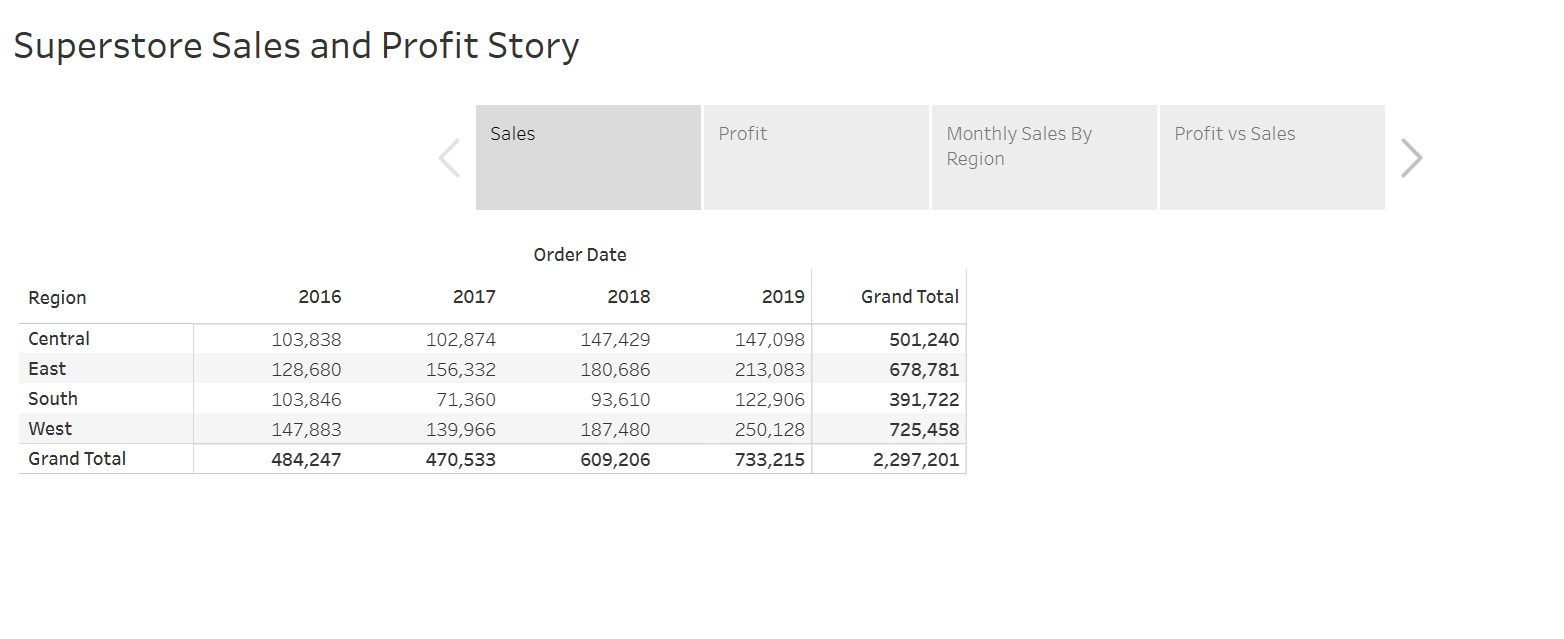 Superstore Sales and Profit Story
Sales
Profit
Monthly Sales By
Region
Profit vs Sales
Order Date
Region 2016 2017 2018 2019 Grand Total
Central 103,838 102,874 147,429 147,098 501,240
East 128,680 156,332 180,686 213,083 678,781
South 103,846 71,360 93,610 122,906 391,722
West 147,883 139,966 187,480 250,128 725,458
Grand Total 484,247 470,533 609,206 733,215 2,297,201